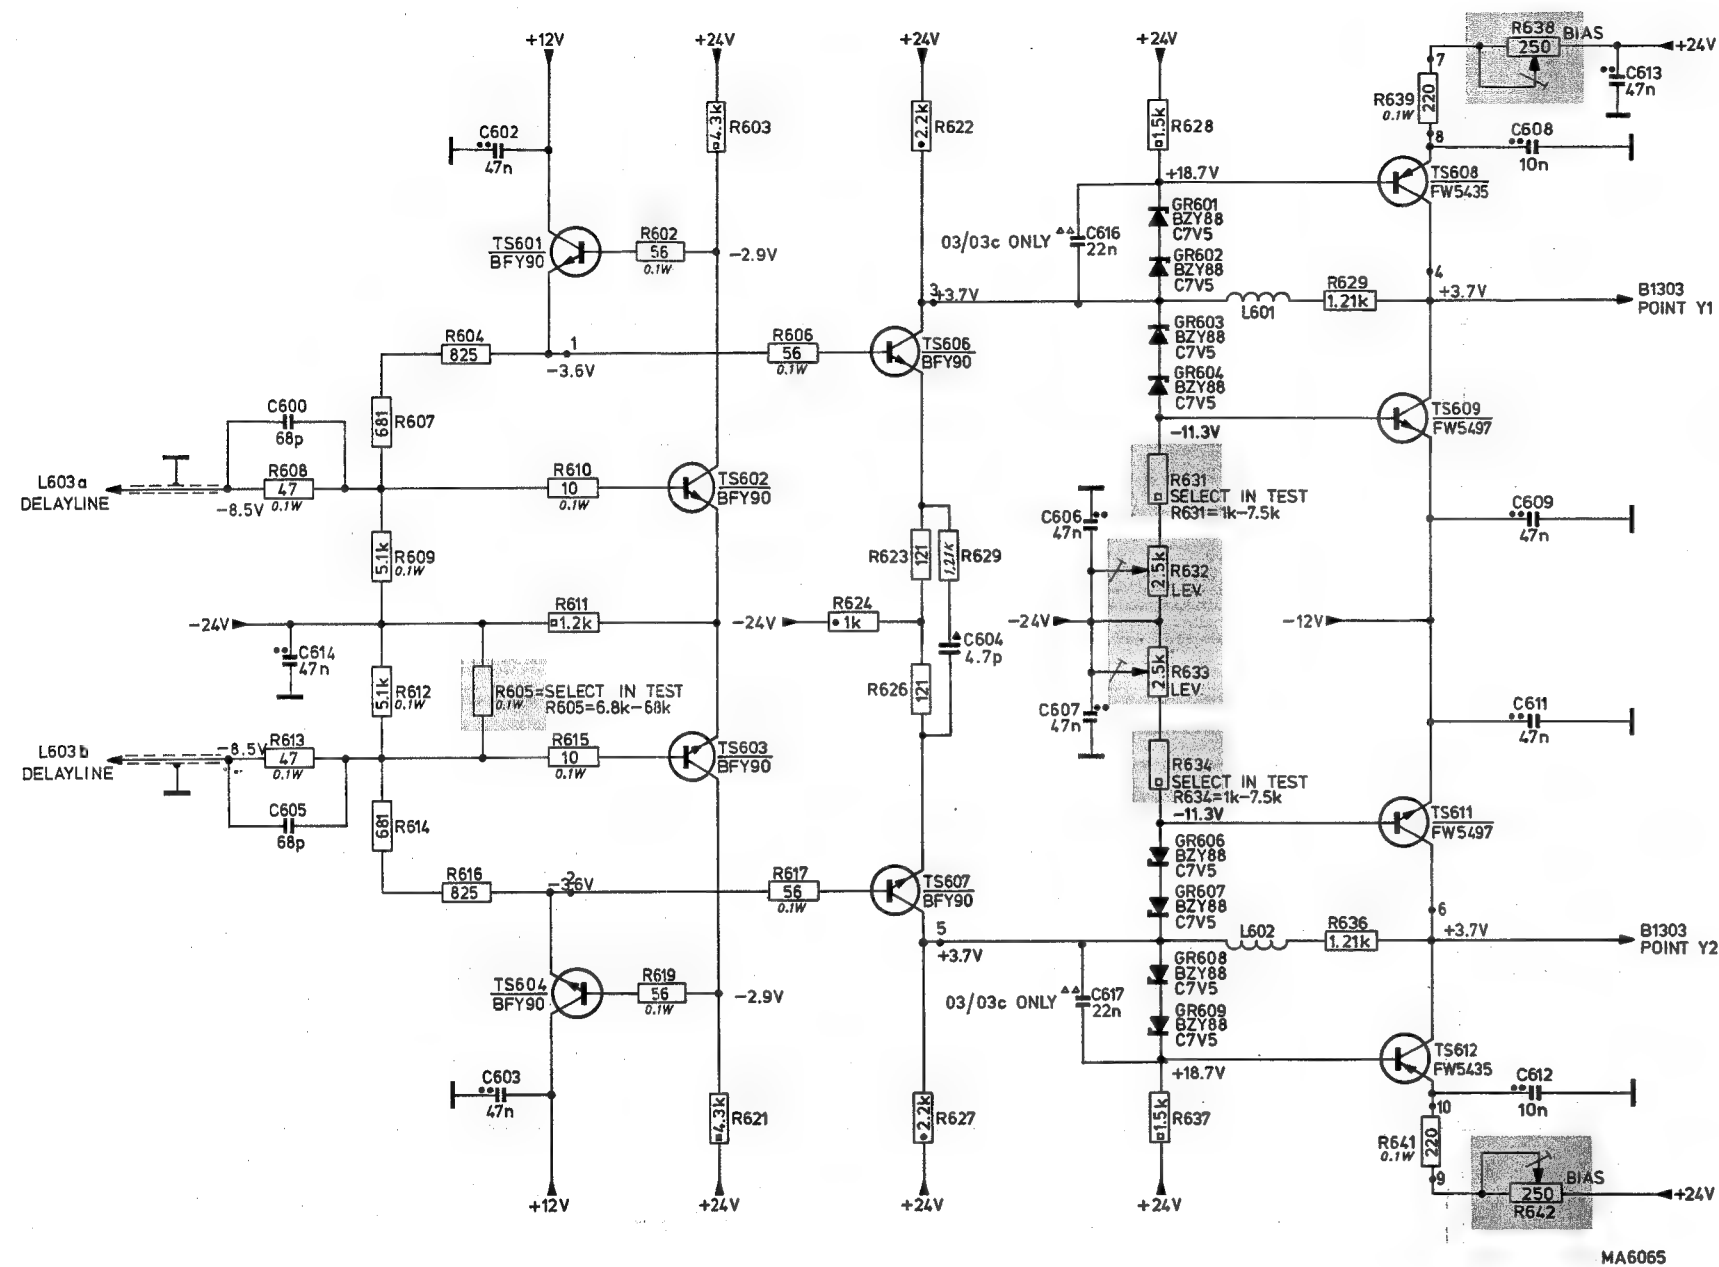 +12V
+24V
+24V
+24V
R638
BIAS
250
+24V
7
C613
47n
R639
0.1W
220
8
C608
10n
C602
47n
4.3k
R603
2.2k
R622
1.5k
R628
+18.7V
TS608
FW5435
TS601
BFY90
R602
56
0.1W
-2.9V
03/03c ONLY
C616
22n
GR601
BZY88
C7V5
GR602
BZY88
C7V5
4
3
+3.7V
L601
R629
1.21k
+3.7V
B1303
POINT Y1
R604
825
1
-3.6V
R606
56
0.1W
TS606
BFY90
GR603
BZY88
C7V5
GR604
BZY88
C7V5
C600
68p
681
R607
TS609
FW5497
-11.3V
L603a
DELAYLINE
-8.5V
R608
47
0.1W
R610
10
0.1W
TS602
BFY90
R631
SELECT IN TEST
R631=1k-7.5k
C606
47n
C609
47n
5.1k
R609
0.1W
R623
121
1.21k
R629
2.5k
R632
LEV
-24V
R611
1.2k
-24V
R624
1k
-24V
-12V
C614
47n
C604
4.7p
5.1k
R612
0.1W
R605=SELECT IN TEST
0.1W
R605=6.8k-68k
R626
121
2.5k
R633
LEV
C607
47n
C611
47n
L603b
DELAYLINE
-8.5V
R613
47
0.1W
R615
10
0.1W
TS603
BFY90
R634
SELECT IN TEST
R634=1k-7.5k
-11.3V
C605
68p
681
R614
TS611
FW5497
GR606
BZY88
C7V5
R616
825
2
-3.6V
R617
56
0.1W
TS607
BFY90
GR607
BZY88
C7V5
6
5
+3.7V
L602
R636
1.21k
+3.7V
B1303
POINT Y2
TS604
BFY90
R619
56
0.1W
-2.9V
03/03c ONLY
C617
22n
GR608
BZY88
C7V5
GR609
BZY88
C7V5
+18.7V
TS612
FW5435
C603
47n
4.3k
R621
2.2k
R627
1.5k
R637
C612
10n
10
R641
0.1W
220
9
BIAS
250
R642
+24V
+12V
+24V
+24V
+24V
MA6065